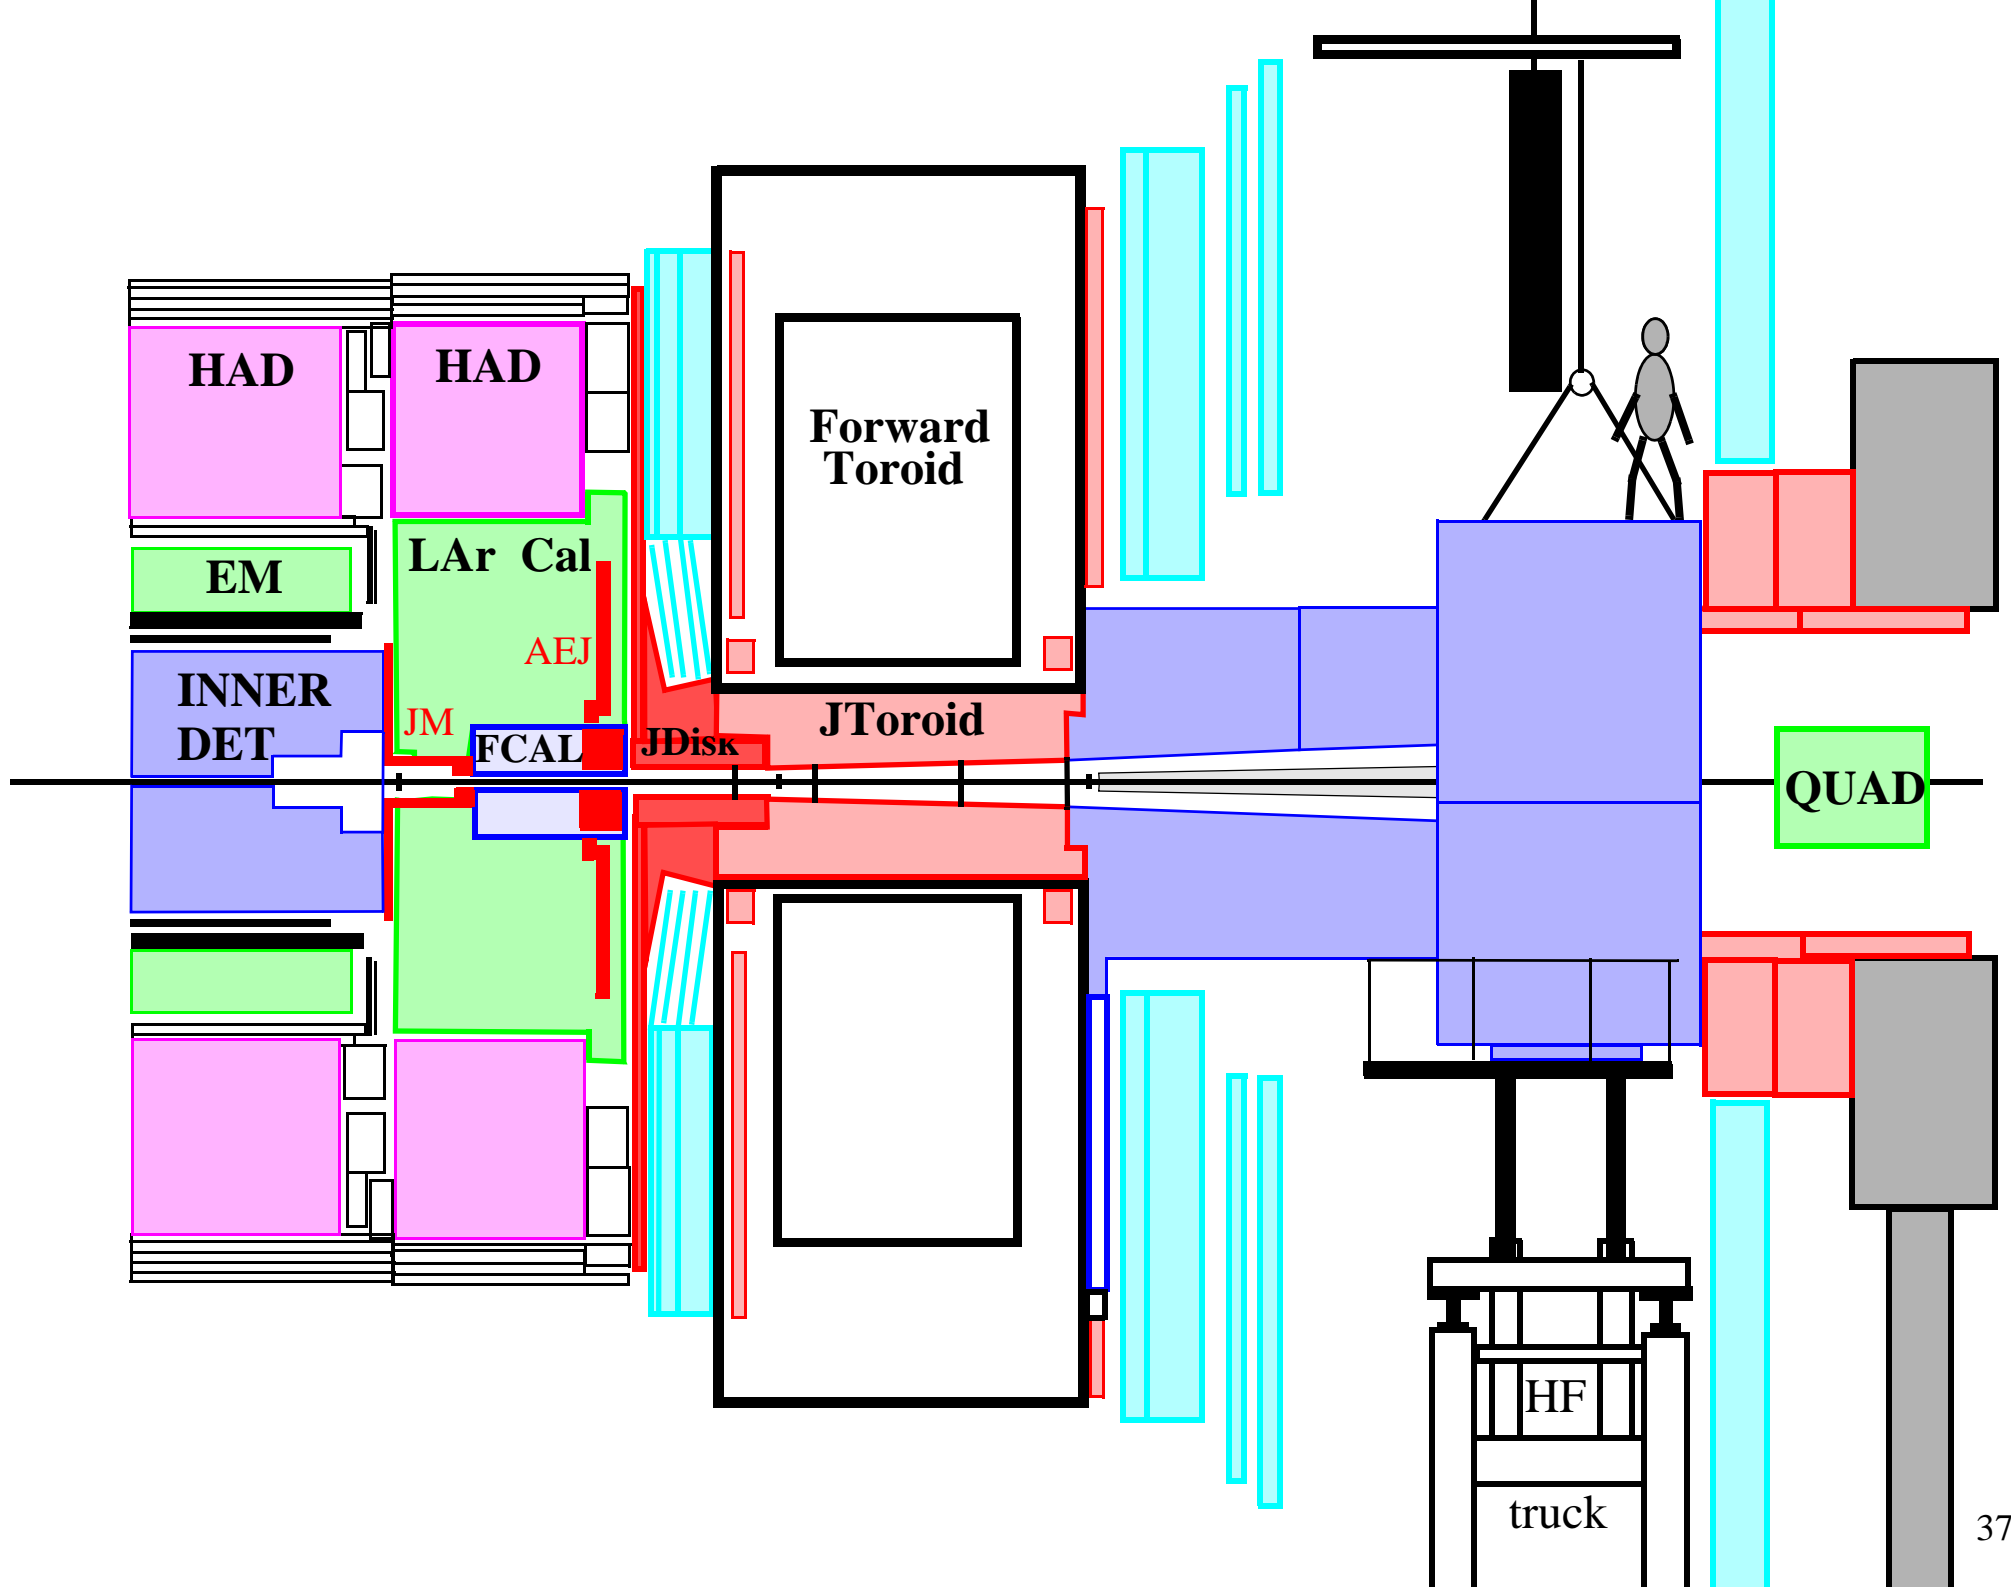 HAD
HAD
Forward
Toroid
EM
LAr Cal
AEJ
INNER
DET
JM
FCAL
JDisk
JToroid
QUAD
HF
truck
37